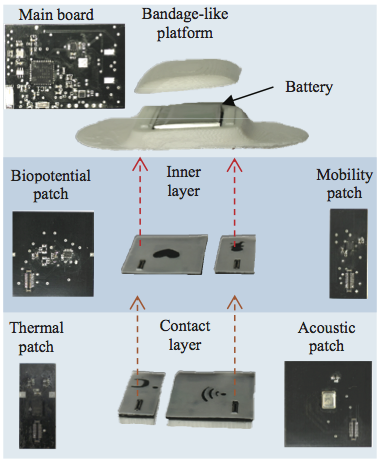 Main board
Bandage-like
platform
Battery
Biopotential
patch
Inner
layer
Mobility
patch
Thermal
patch
Contact
layer
Acoustic
patch